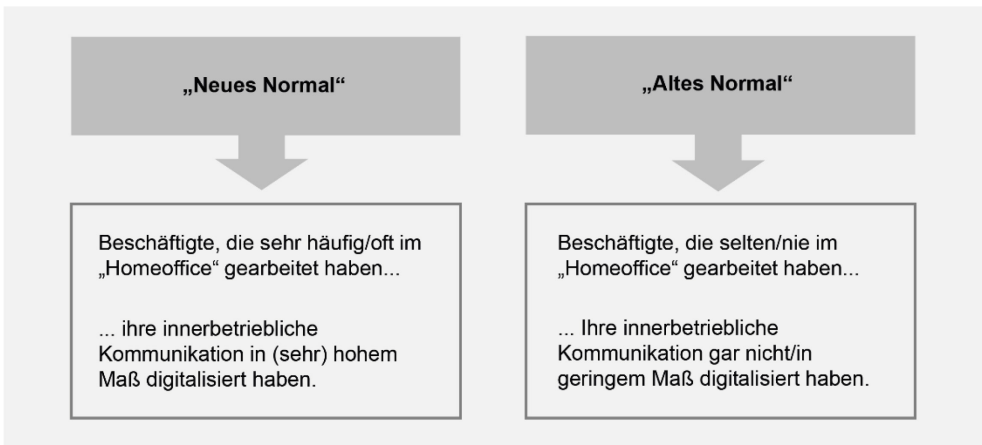 „Neues Normal“
Beschäftigte, die sehr häufig/oft im
„Homeoffice“ gearbeitet haben...
... ihre innerbetriebliche
Kommunikation in (sehr) hohem
Maß digitalisiert haben.
„Altes Normal“
Beschäftigte, die selten/nie im
„Homeoffice“ gearbeitet haben...
... Ihre innerbetriebliche
Kommunikation gar nicht/in
geringem Maß digitalisiert haben.